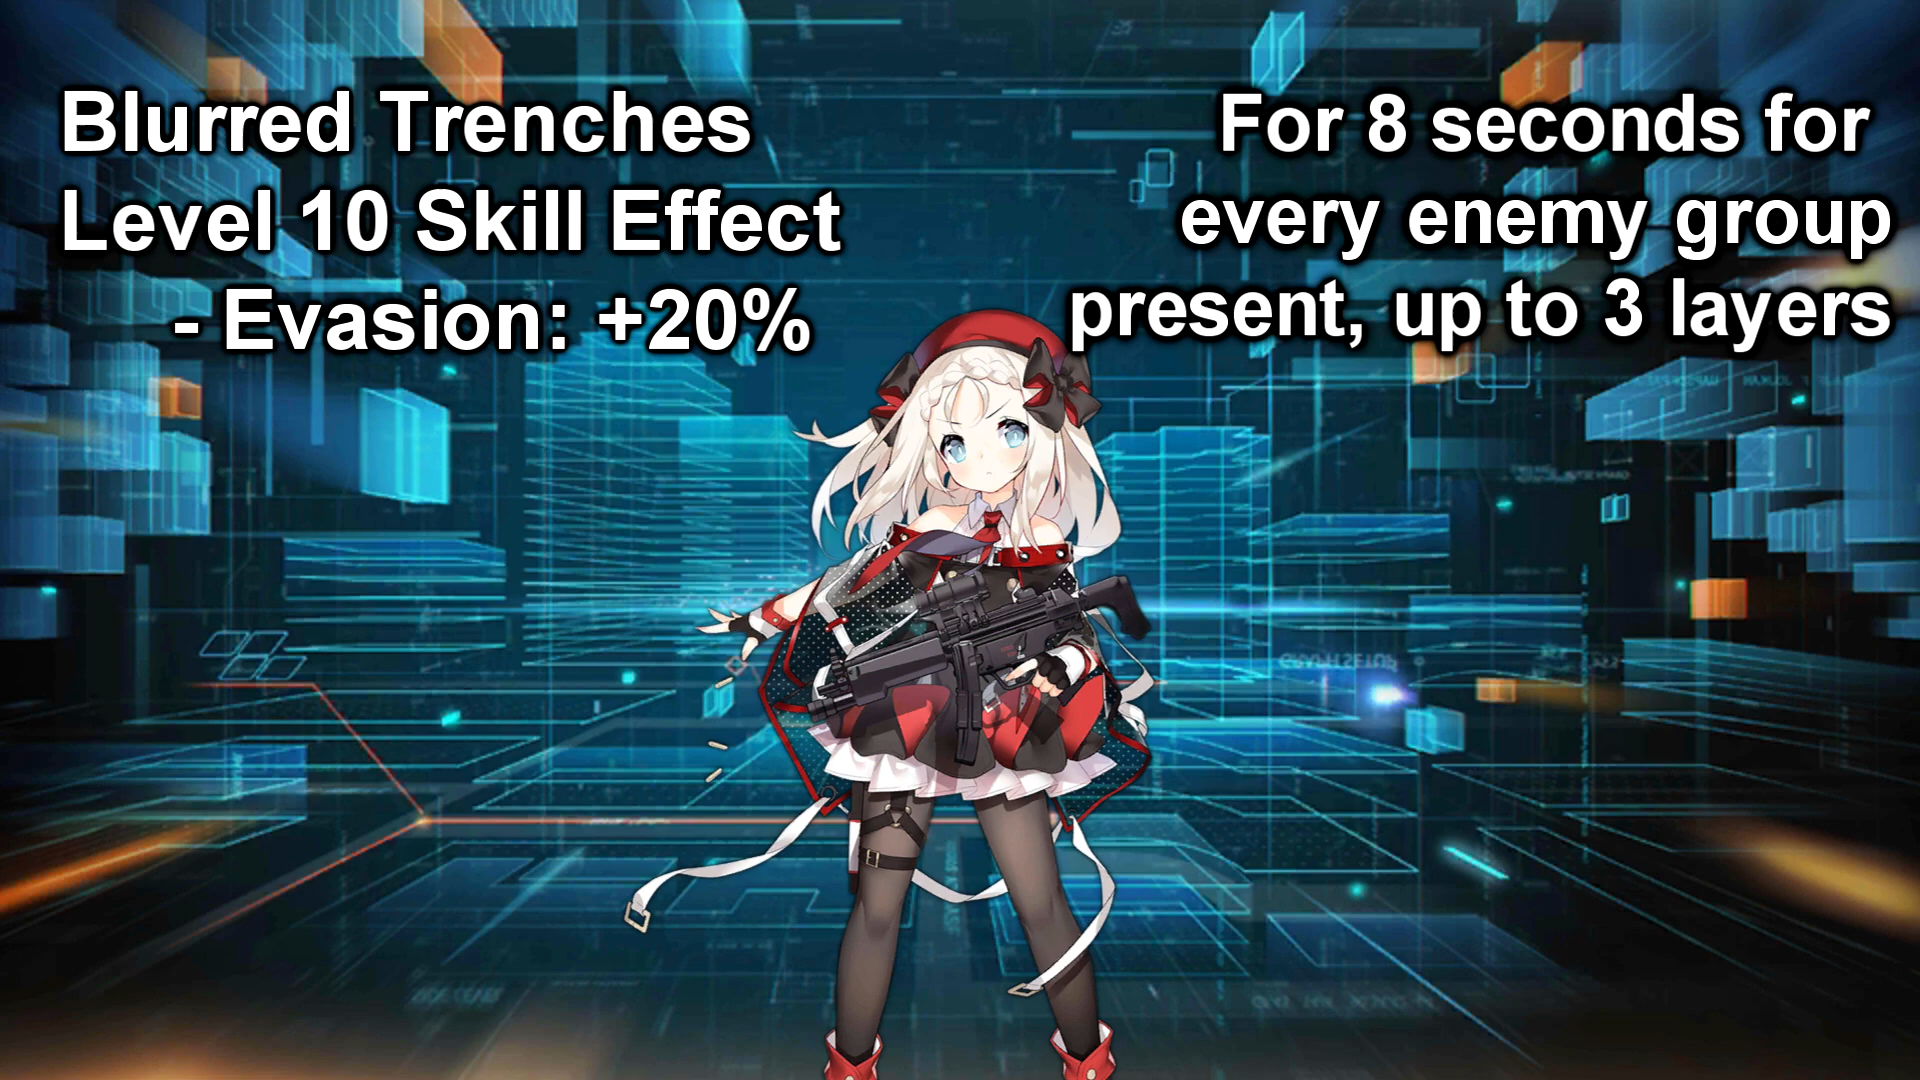 Blurred Trenches
Level 10 Skill Effect
- Evasion: +20%
For 8 seconds for
every enemy group
present, up to 3 layers